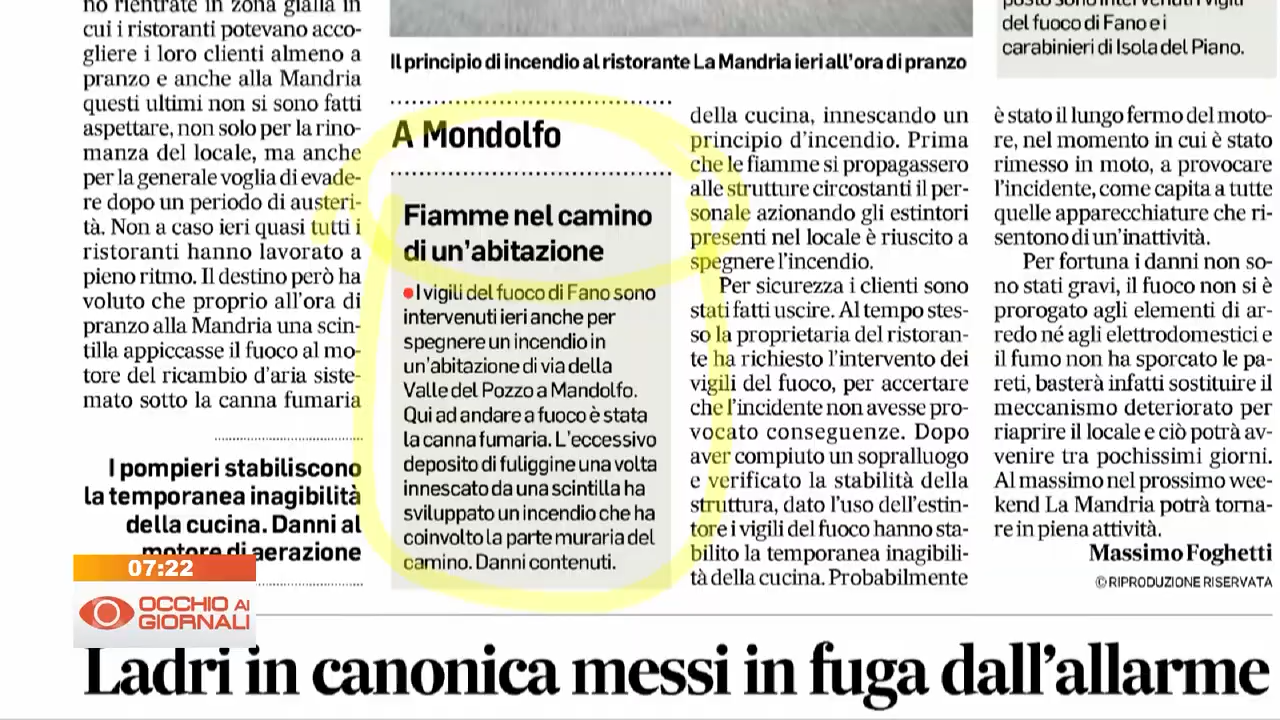 no rientrate in zona gialla in
cui i ristoranti potevano acco-
gliere i loro clienti almeno a
pranzo e anche alla Mandria
questi ultimi non si sono fatti
aspettare, non solo per la rino-
manza del locale, ma anche
per la generale voglia di evade-
re dopo un periodo di austeri-
tà. Non a caso ieri quasi tutti i
ristoranti hanno lavorato a
pieno ritmo. Il destino però ha
voluto che proprio all'ora di
pranzo alla Mandria una scin-
tilla appiccasse il fuoco al mo-
tore del ricambio d'aria siste-
mato sotto la canna fumaria
I pompieri stabiliscono
la temporanea inagibilità
della cucina. Danni al
motore di aerazione
Il principio di incendio al ristorante La Mandria ieri all'ora di pranzo
A Mondolfo
Fiamme nel camino
di un'abitazione
●I vigili del fuoco di Fano sono
intervenuti ieri anche per
spegnere un incendio in
un'abitazione di via della
Valle del Pozzo a Mandolfo.
Qui ad andare a fuoco è stata
la canna fumaria. L'eccessivo
deposito di fuliggine una volta
innescato da una scintilla ha
sviluppato un incendio che ha
coinvolto la parte muraria del
camino. Danni contenuti.
della cucina, innescando un
principio d'incendio. Prima
che le fiamme si propagassero
alle strutture circostanti il per-
sonale azionando gli estintori
presenti nel locale è riuscito a
spegnere l'incendio.
Per sicurezza i clienti sono
stati fatti uscire. Al tempo stes-
so la proprietaria del ristoran-
te ha richiesto l'intervento dei
vigili del fuoco, per accertare
che l'incidente non avesse pro-
vocato conseguenze. Dopo
aver compiuto un sopralluogo
e verificato la stabilità della
struttura, dato l'uso dell'estin-
tore i vigili del fuoco hanno sta-
bilito la temporanea inagibili-
tà della cucina. Probabilmente
posto sono intervenuti i vigili
del fuoco di Fano e i
carabinieri di Isola del Piano.
è stato il lungo fermo del moto-
re, nel momento in cui è stato
rimesso in moto, a provocare
l'incidente, come capita a tutte
quelle apparecchiature che ri-
sentono di un'inattività.
Per fortuna i danni non so-
no stati gravi, il fuoco non si è
prorogato agli elementi di ar-
redo né agli elettrodomestici e
il fumo non ha sporcato le pa-
reti, basterà infatti sostituire il
meccanismo deteriorato per
riaprire il locale e ciò potrà av-
venire tra pochissimi giorni.
Al massimo nel prossimo wee-
kend La Mandria potrà torna-
re in piena attività.
Massimo Foghetti
©RIPRODUZIONE RISERVATA
07:22
OCCHIO AI
GIORNALI
Ladri in canonica messi in fuga dall'allarme